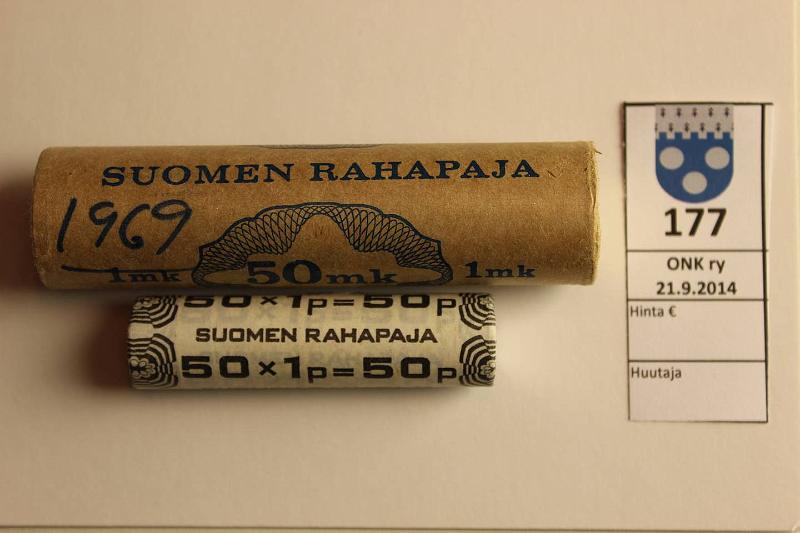 SUOMEN RAHAPAJA
1969
1mk 50mk 1mk
50×1p=50p
SUOMEN RAHAPAJA
50×1p=50p
177
ONK ry
21.9.2014
Hinta €
Huutaja